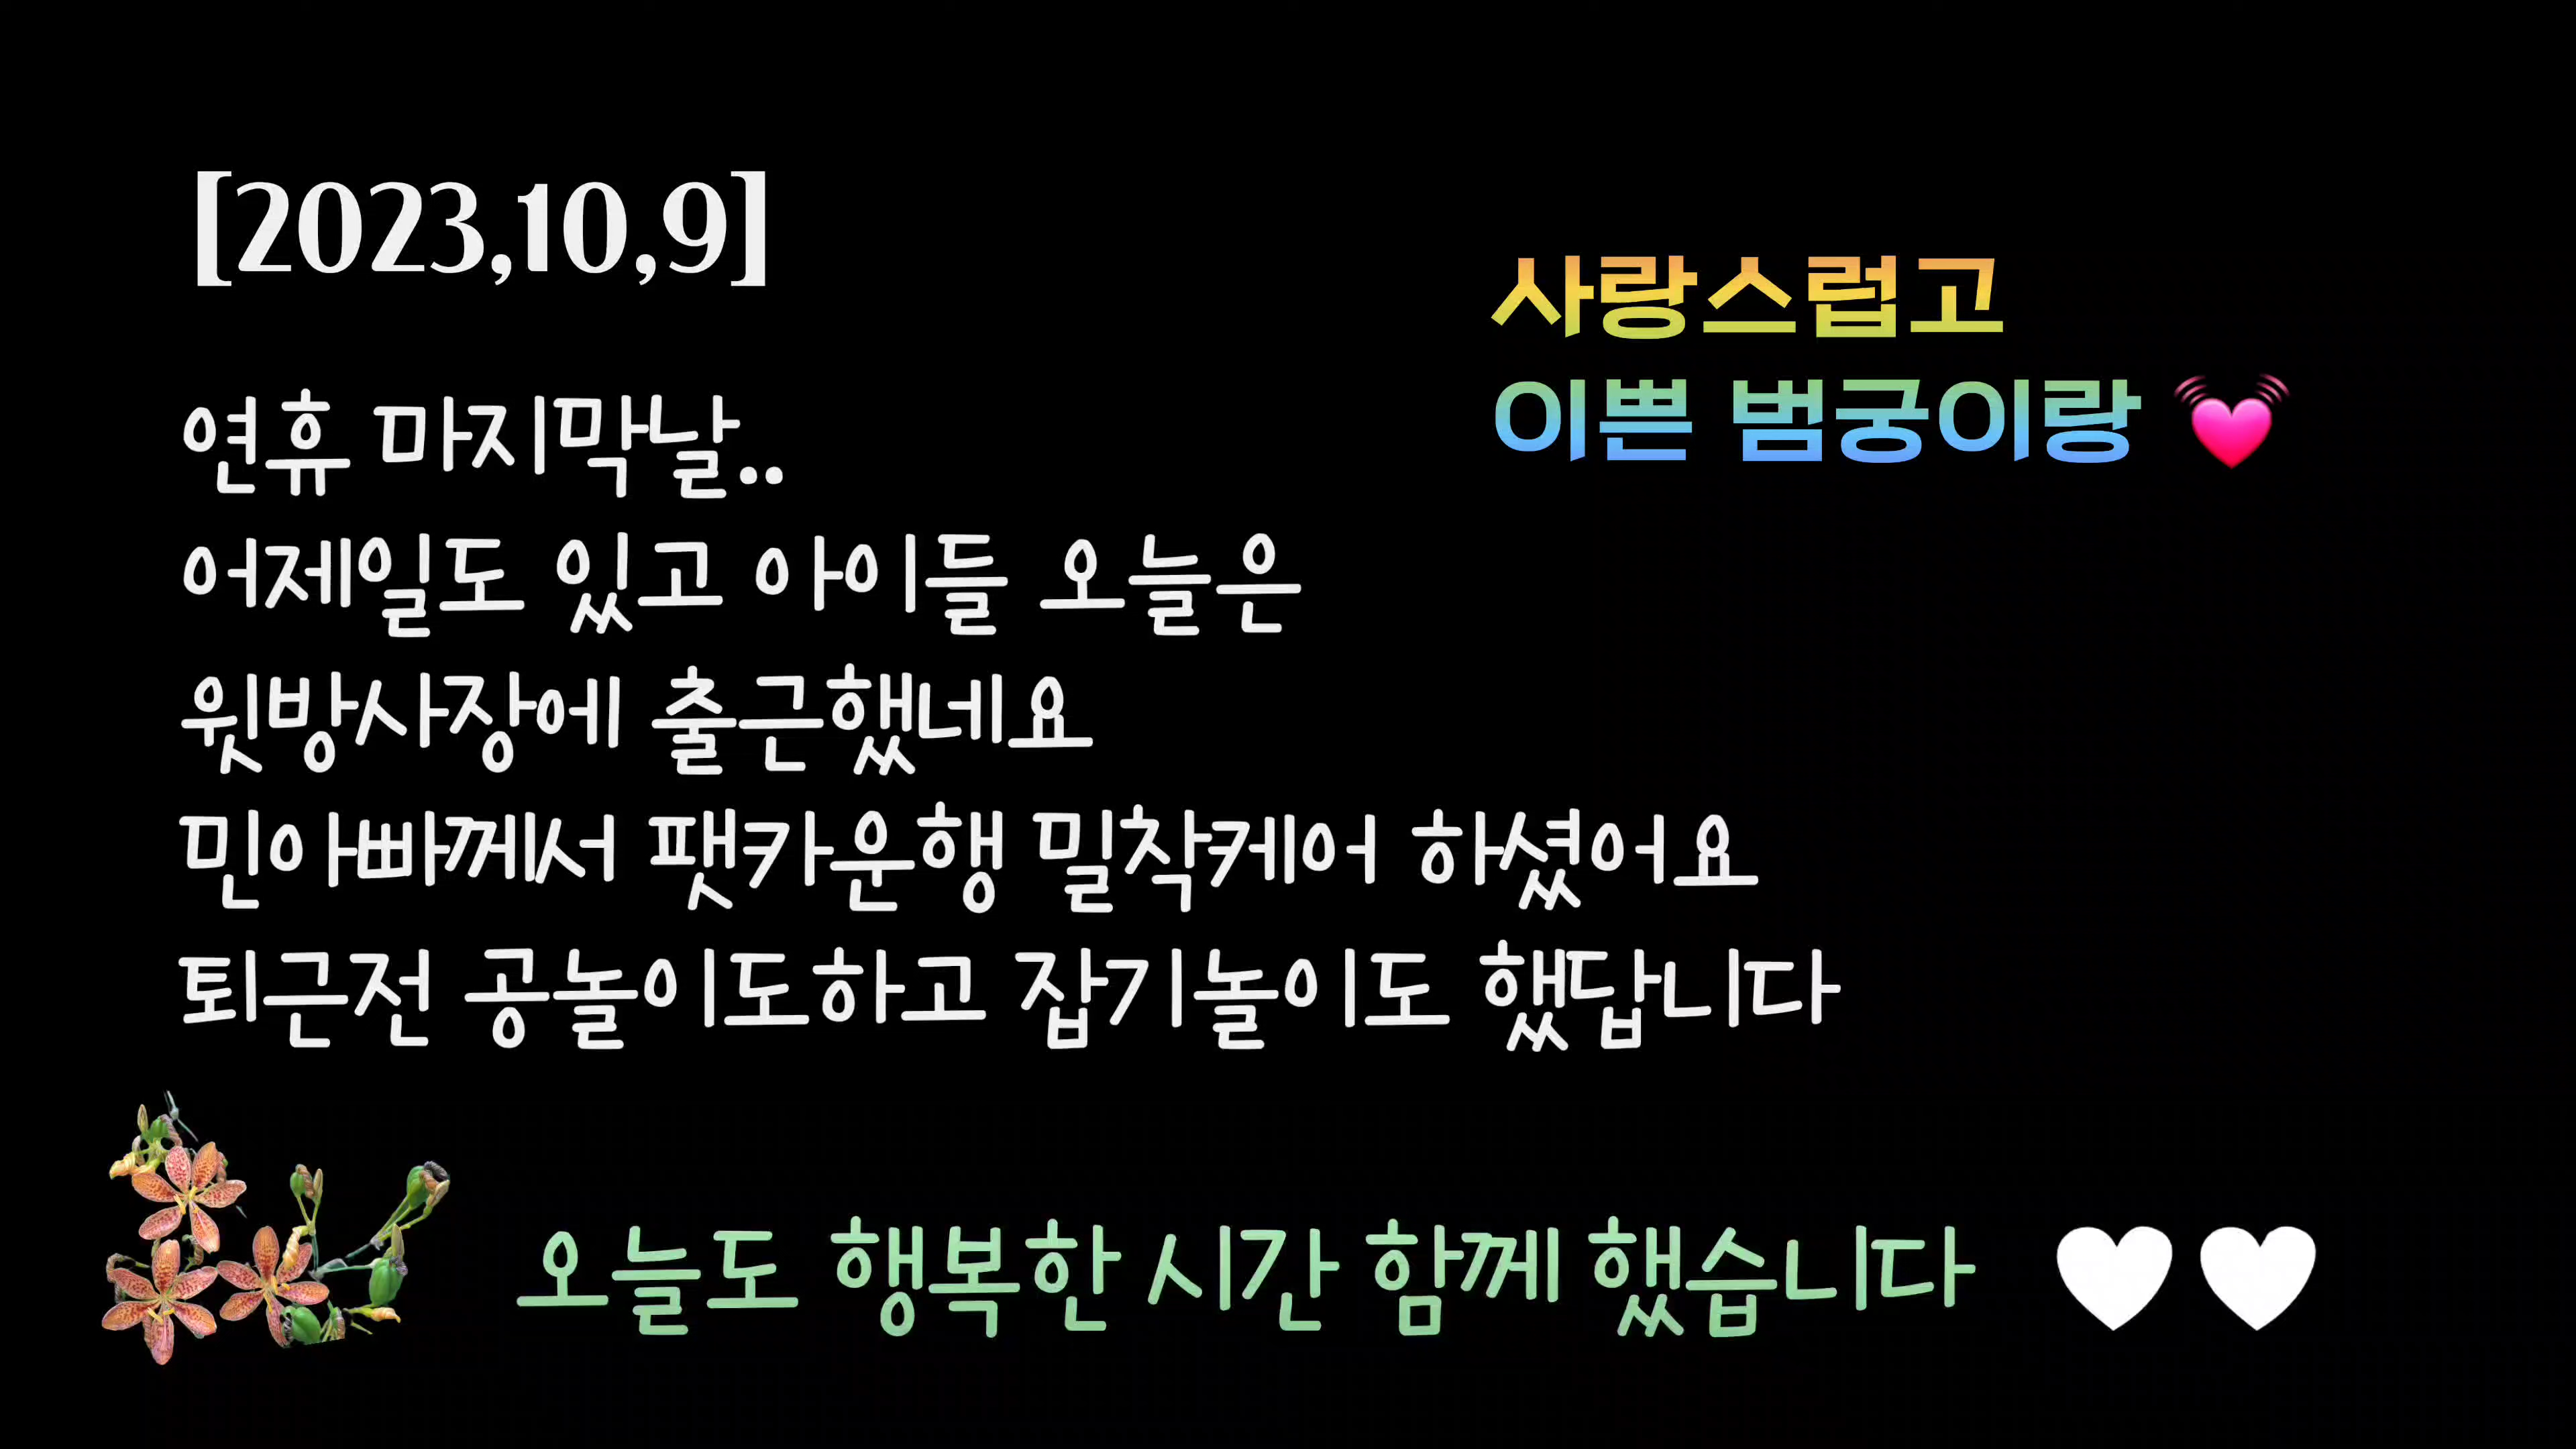 [2023,10,9]
사랑스럽고
이쁜 범궁이랑
연휴 마지막날..
어제일도 있고 아이들 오늘은
윗방사장에 출근했네요
민아빠께서 팻카운행 밀착케어 하셨어요
퇴근전 공놀이도하고 잡기놀이도 했답니다
오늘도 행복한 시간 함께 했습니다